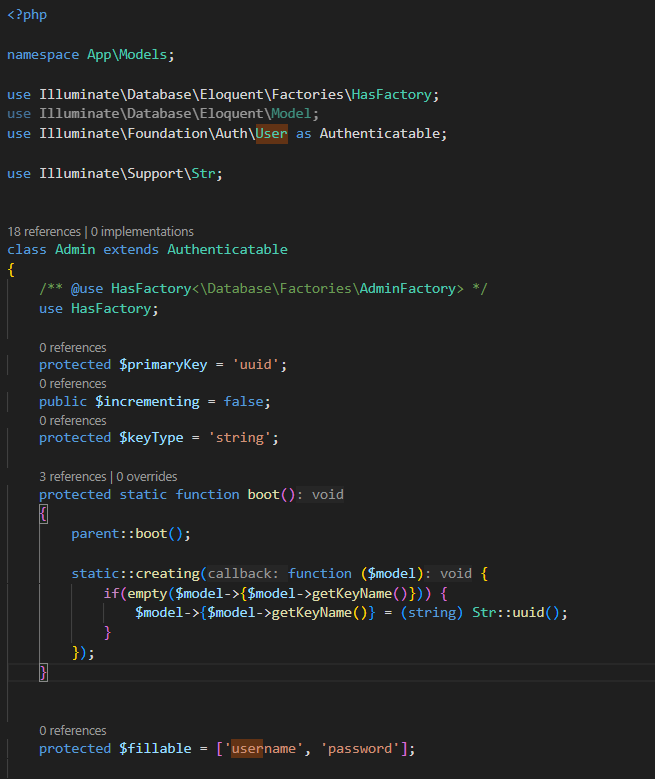 <?php
namespace App\Models;
use Illuminate\Database\Eloquent\Factories\HasFactory;
use Illuminate\Database\Eloquent\Model;
use Illuminate\Foundation\Auth\User as Authenticatable;
use Illuminate\Support\Str;
18 references | 0 implementations
class Admin extends Authenticatable
{
    /** @use HasFactory<\Database\Factories\AdminFactory> */
    use HasFactory;
    0 references
    protected $primaryKey = 'uuid';
    0 references
    public $incrementing = false;
    0 references
    protected $keyType = 'string';
    3 references | 0 overrides
    protected static function boot(): void
    {
        parent::boot();
        static::creating(callback: function ($model): void {
            if(empty($model->{$model->getKeyName()})) {
                $model->{$model->getKeyName()} = (string) Str::uuid();
            }
        });
    }
    0 references
    protected $fillable = ['username', 'password'];